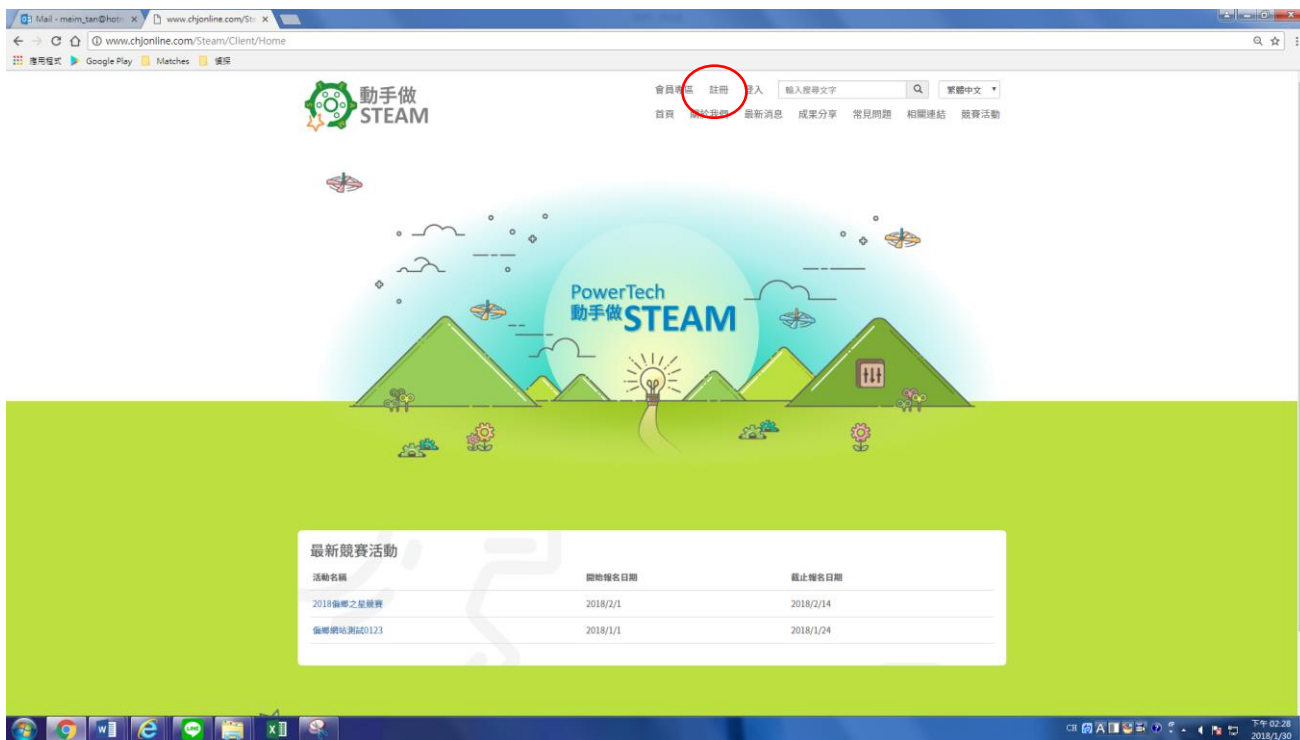 Mail - meim_tan@hotm
www.chjonline.com/Ste
www.chjonline.com/Steam/Client/Home
應用程式 Google Play Matches 偵探
會員專區 註冊 登入 輸入搜尋文字 繁體中文
動手做
STEAM
首頁 關於我們 最新消息 成果分享 常見問題 相關連結 競賽活動
PowerTech
動手做STEAM
最新競賽活動
活動名稱 開始報名日期 截止報名日期
2018偏鄉之星競賽 2018/2/1 2018/2/14
偏鄉網站測試0123 2018/1/1 2018/1/24
CH
下午 02:28
2018/1/30